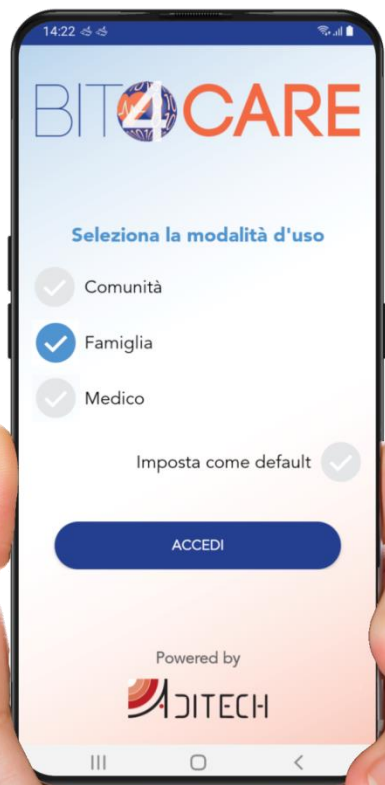 14:22
BIT4CARE
Seleziona la modalità d'uso
Comunità
Famiglia
Medico
Imposta come default
ACCEDI
Powered by
ADITECH